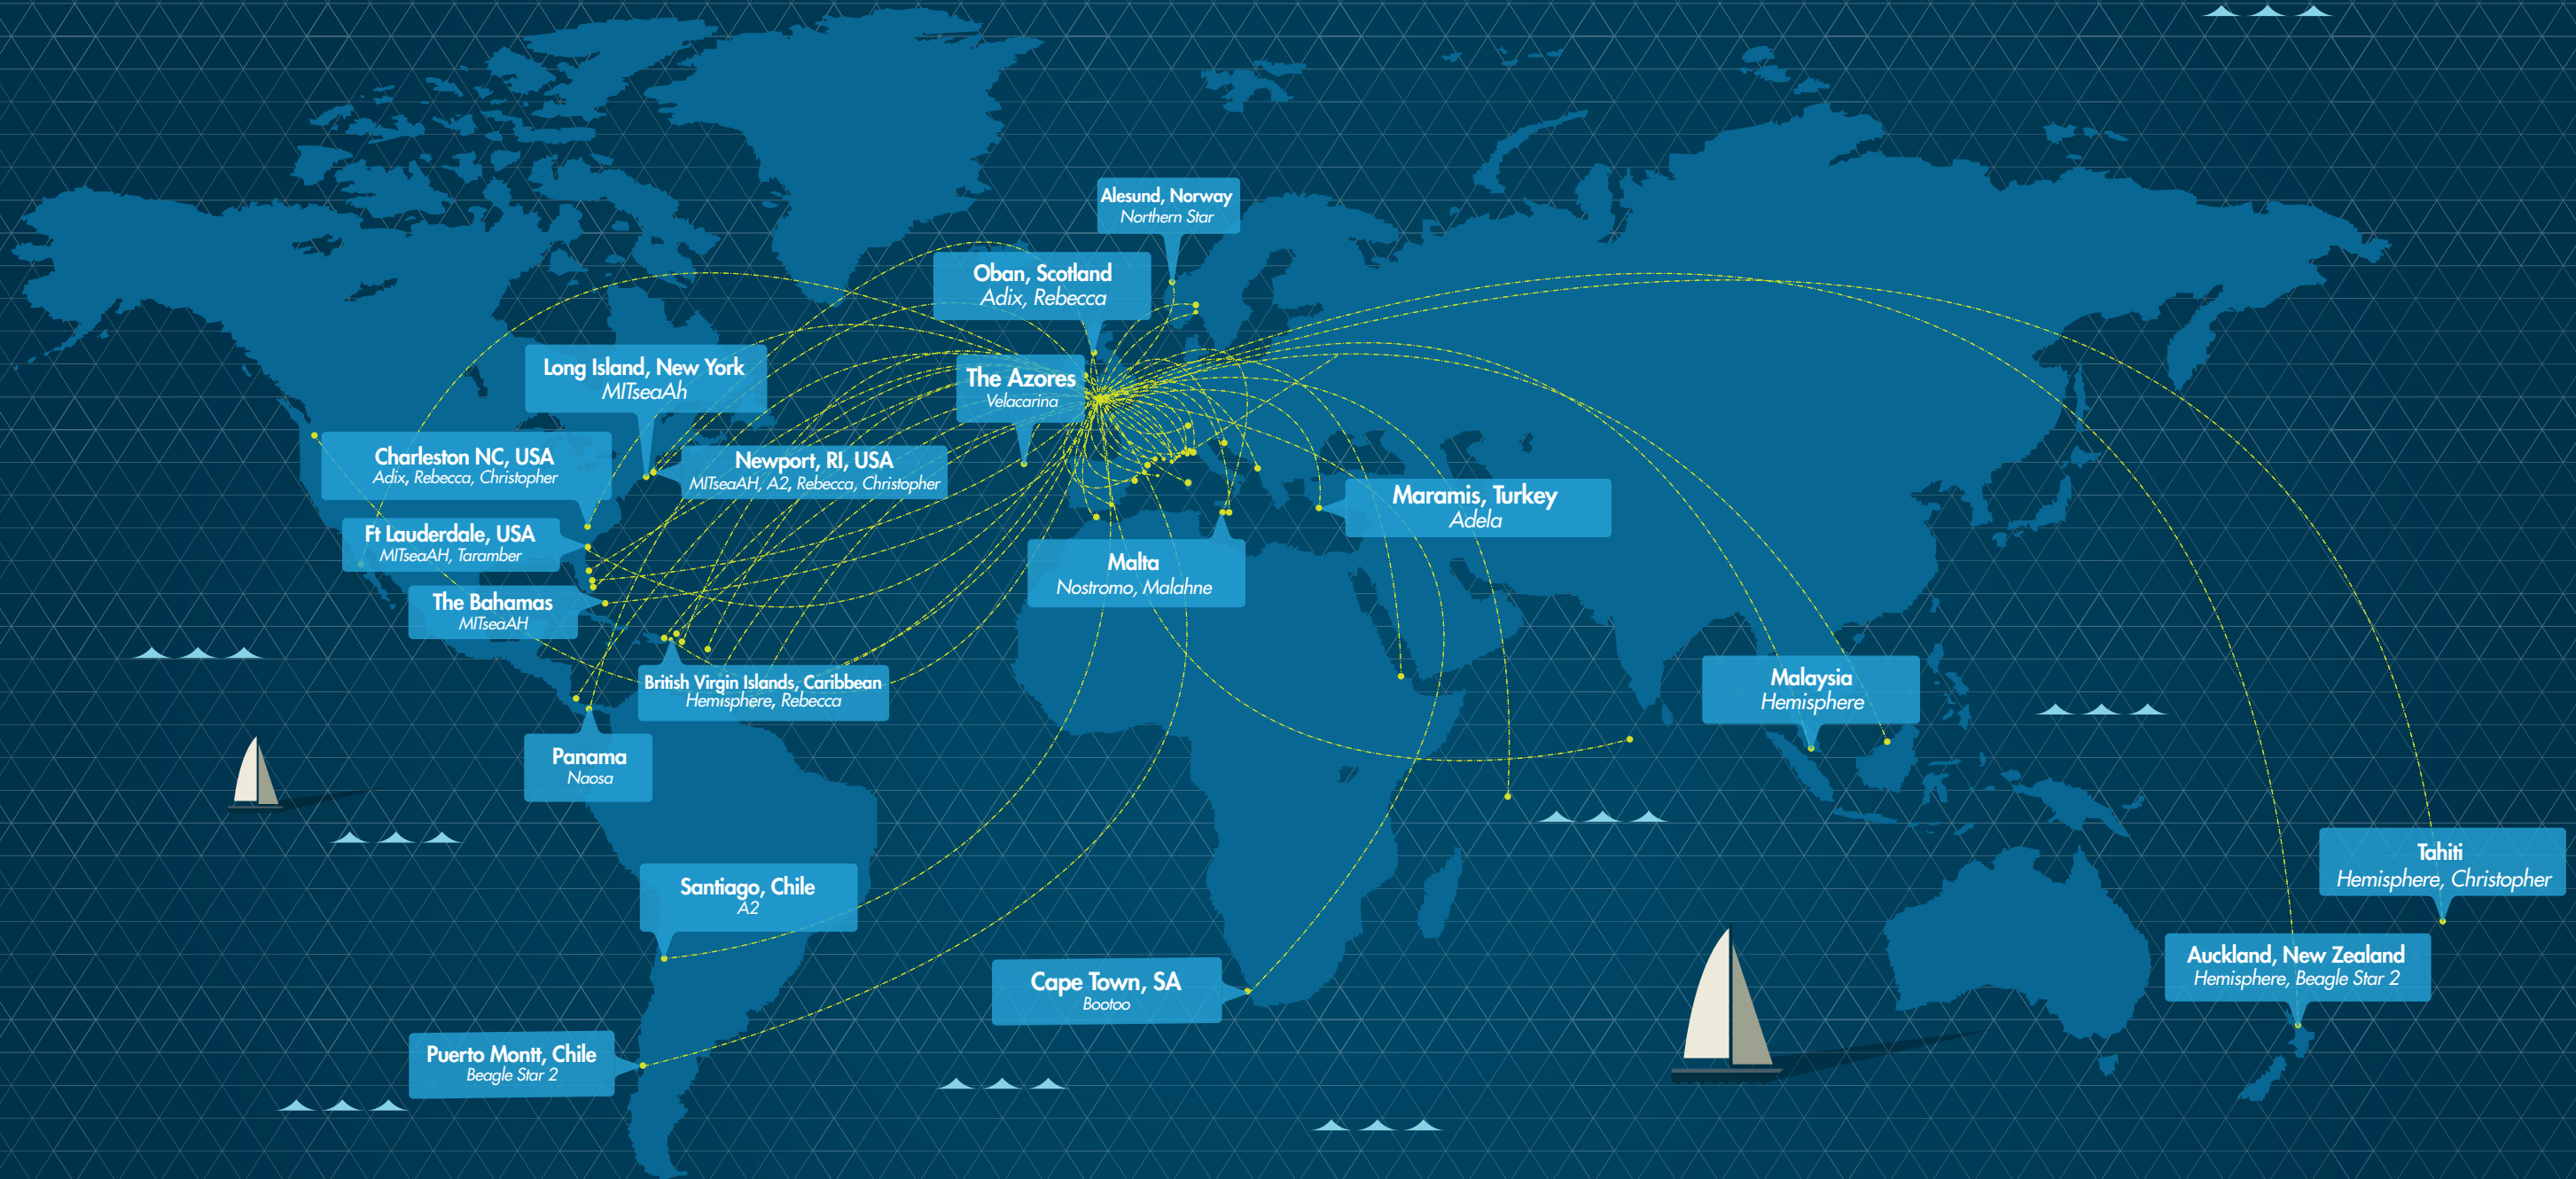 Alesund, Norway
Northern Star
Oban, Scotland
Adix, Rebecca
Long Island, New York
MITseaAh
The Azores
Velacarina
Charleston NC, USA
Adix, Rebecca, Christopher
Newport, RI, USA
MITseaAH, A2, Rebecca, Christopher
Maramis, Turkey
Adela
Ft Lauderdale, USA
MITseaAH, Taramber
Malta
Nostromo, Malahne
The Bahamas
MITseaAH
British Virgin Islands, Caribbean
Hemisphere, Rebecca
Malaysia
Hemisphere
Panama
Naosa
Tahiti
Hemisphere, Christopher
Santiago, Chile
A2
Auckland, New Zealand
Hemisphere, Beagle Star 2
Cape Town, SA
Bootoo
Puerto Montt, Chile
Beagle Star 2